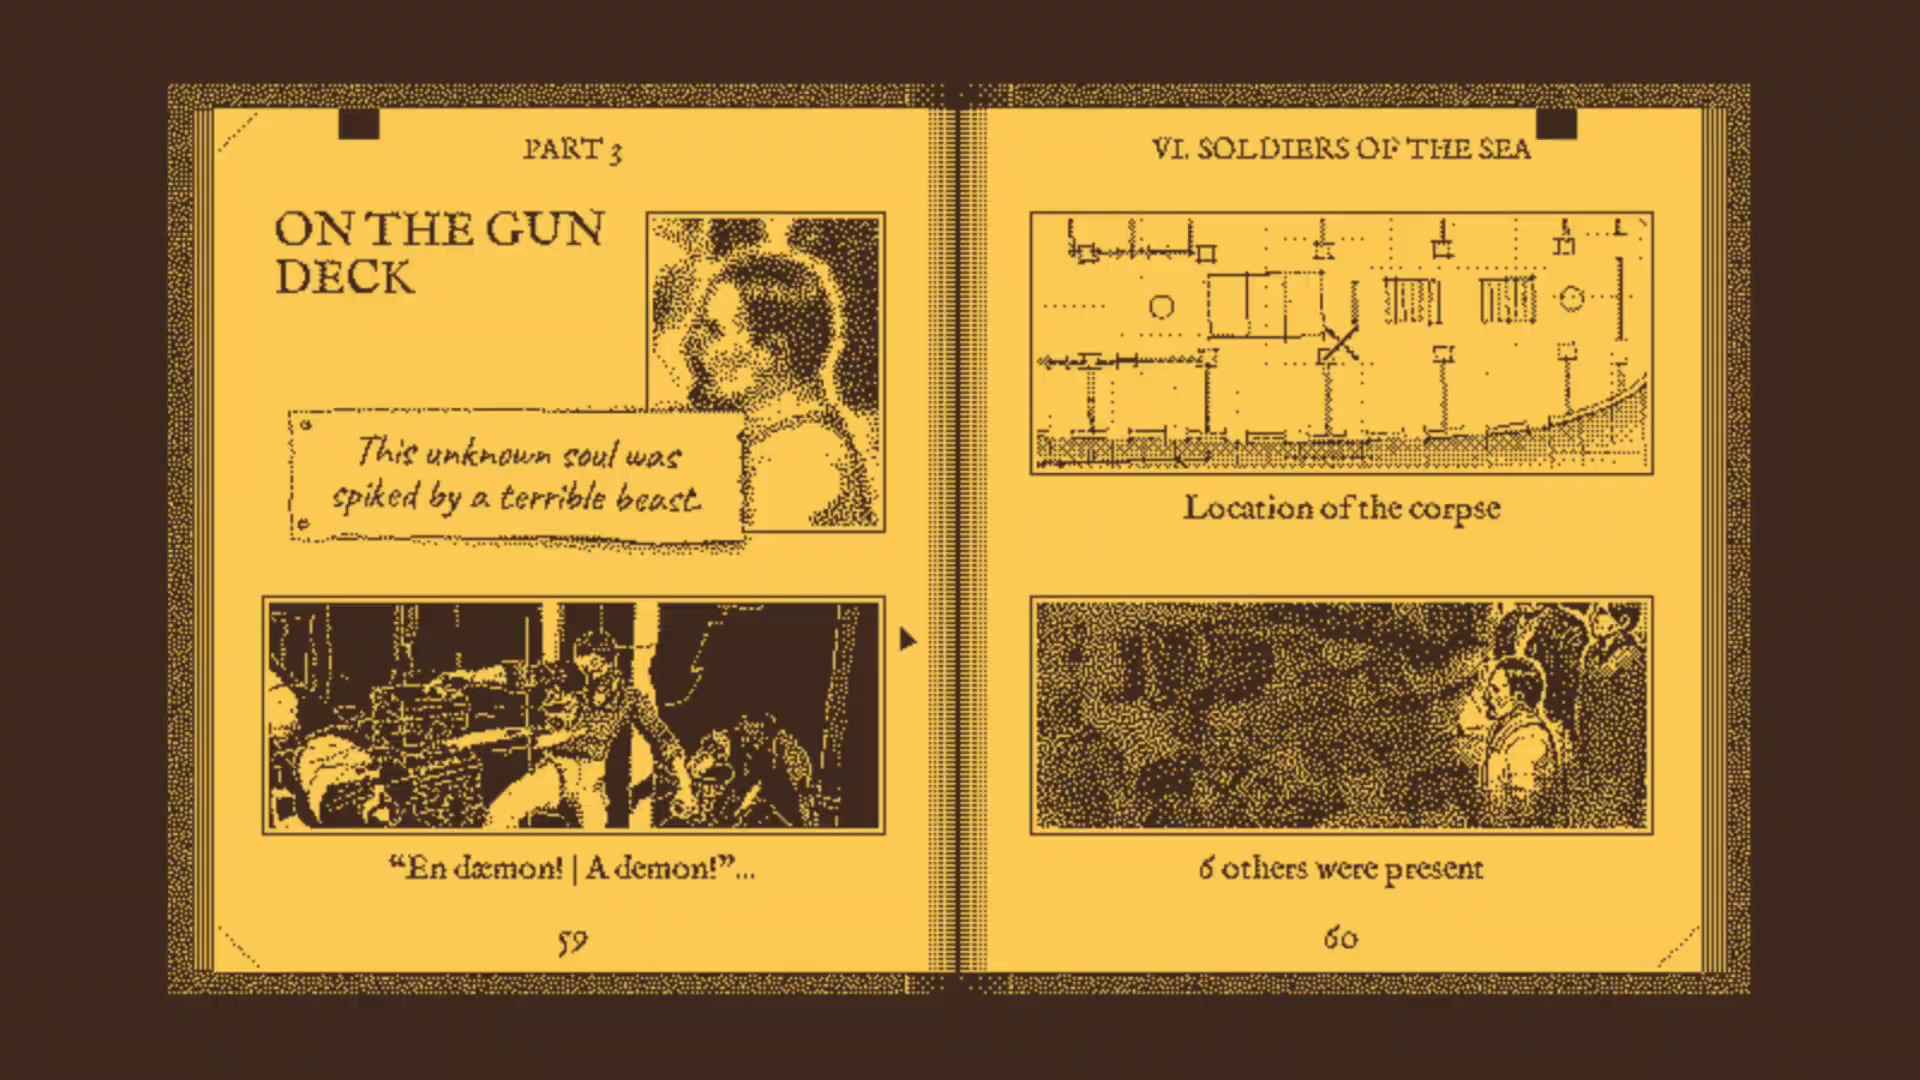 PART 3
ON THE GUN
DECK
This unknown soul was
spiked by a terrible beast.
“En dæmon! | A demon!”...
59
VI. SOLDIERS OF THE SEA
Location of the corpse
6 others were present
60